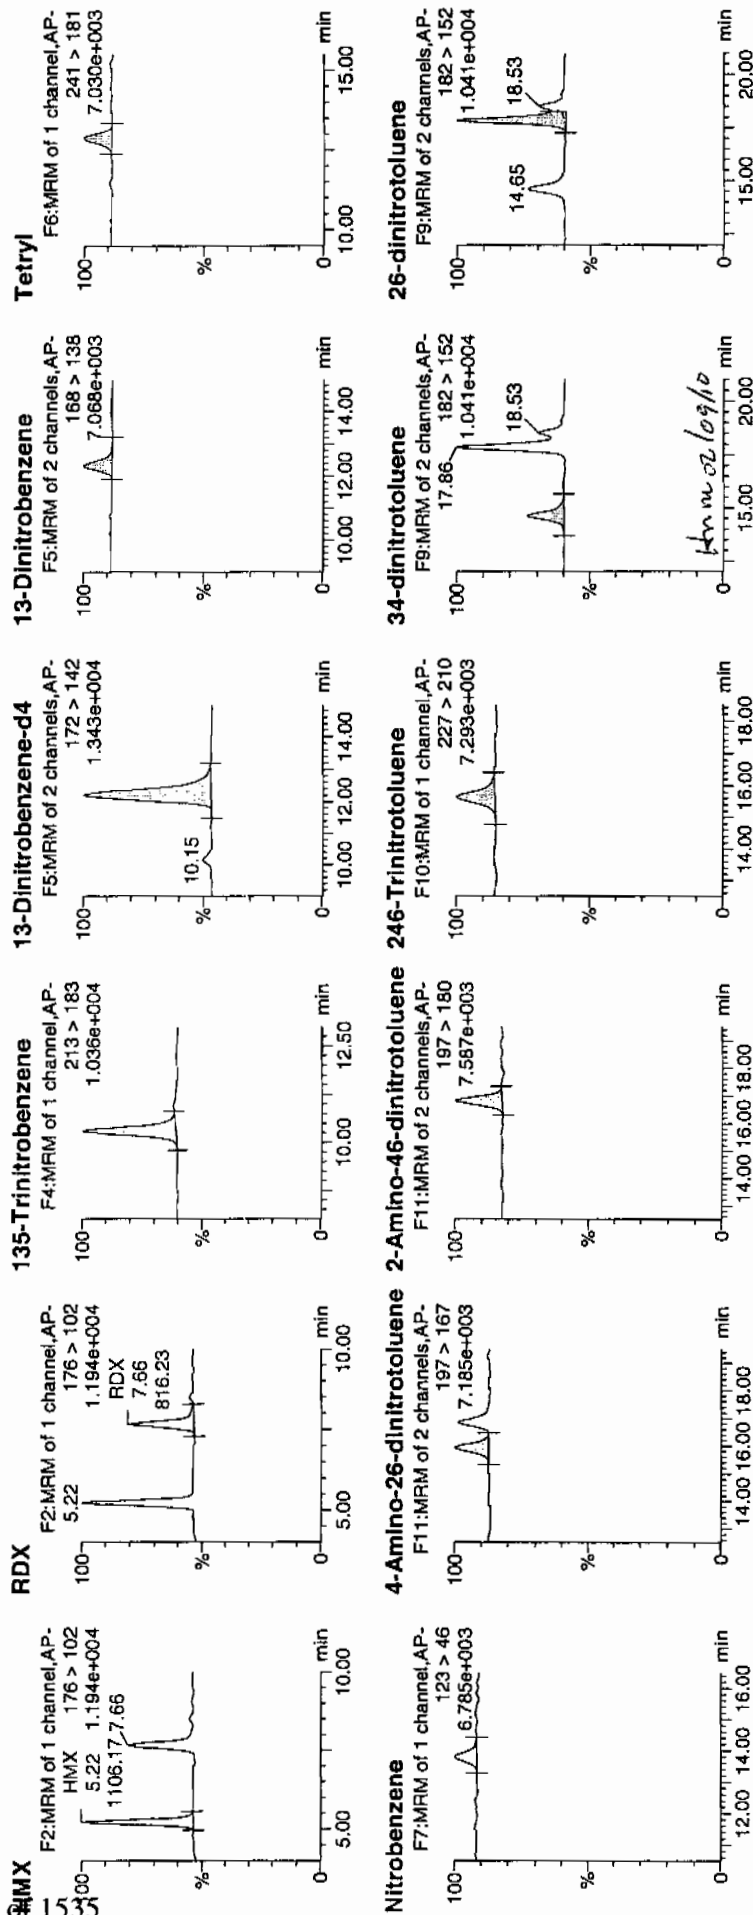 HMX
F2:MRM of 1 channel,AP-
176 > 102
1.194e+004
HMX
5.22
1106.17
7.66
100
%
0
5.00
10.00
min
RDX
F2:MRM of 1 channel,AP-
176 > 102
1.194e+004
5.22
RDX
7.66
816.23
100
%
0
5.00
10.00
min
135-Trinitrobenzene
F4:MRM of 1 channel,AP-
213 > 183
1.036e+004
100
%
0
10.00
12.50
min
13-Dinitrobenzene-d4
F5:MRM of 2 channels,AP-
172 > 142
1.343e+004
10.15
100
%
0
10.00
12.00
14.00
min
13-Dinitrobenzene
F5:MRM of 2 channels,AP-
168 > 138
7.068e+003
100
%
0
10.00
12.00
14.00
min
Tetryl
F6:MRM of 1 channel,AP-
241 > 181
7.030e+003
100
%
0
10.00
15.00
min
Nitrobenzene
F7:MRM of 1 channel,AP-
123 > 46
6.785e+003
100
%
0
12.00
14.00
16.00
min
4-Amino-26-dinitrotoluene
F11:MRM of 2 channels,AP-
197 > 167
7.185e+003
100
%
0
14.00
16.00
18.00
min
2-Amino-46-dinitrotoluene
F11:MRM of 2 channels,AP-
197 > 180
7.587e+003
100
%
0
14.00
16.00
18.00
min
246-Trinitrotoluene
F10:MRM of 1 channel,AP-
227 > 210
7.293e+003
100
%
0
14.00
16.00
18.00
min
34-dinitrotoluene
F9:MRM of 2 channels,AP-
182 > 152
1.041e+004
17.86
18.53
100
%
0
15.00
20.00
min
02/09/10
26-dinitrotoluene
F9:MRM of 2 channels,AP-
182 > 152
1.041e+004
14.65
18.53
100
%
0
15.00
20.00
min
1535